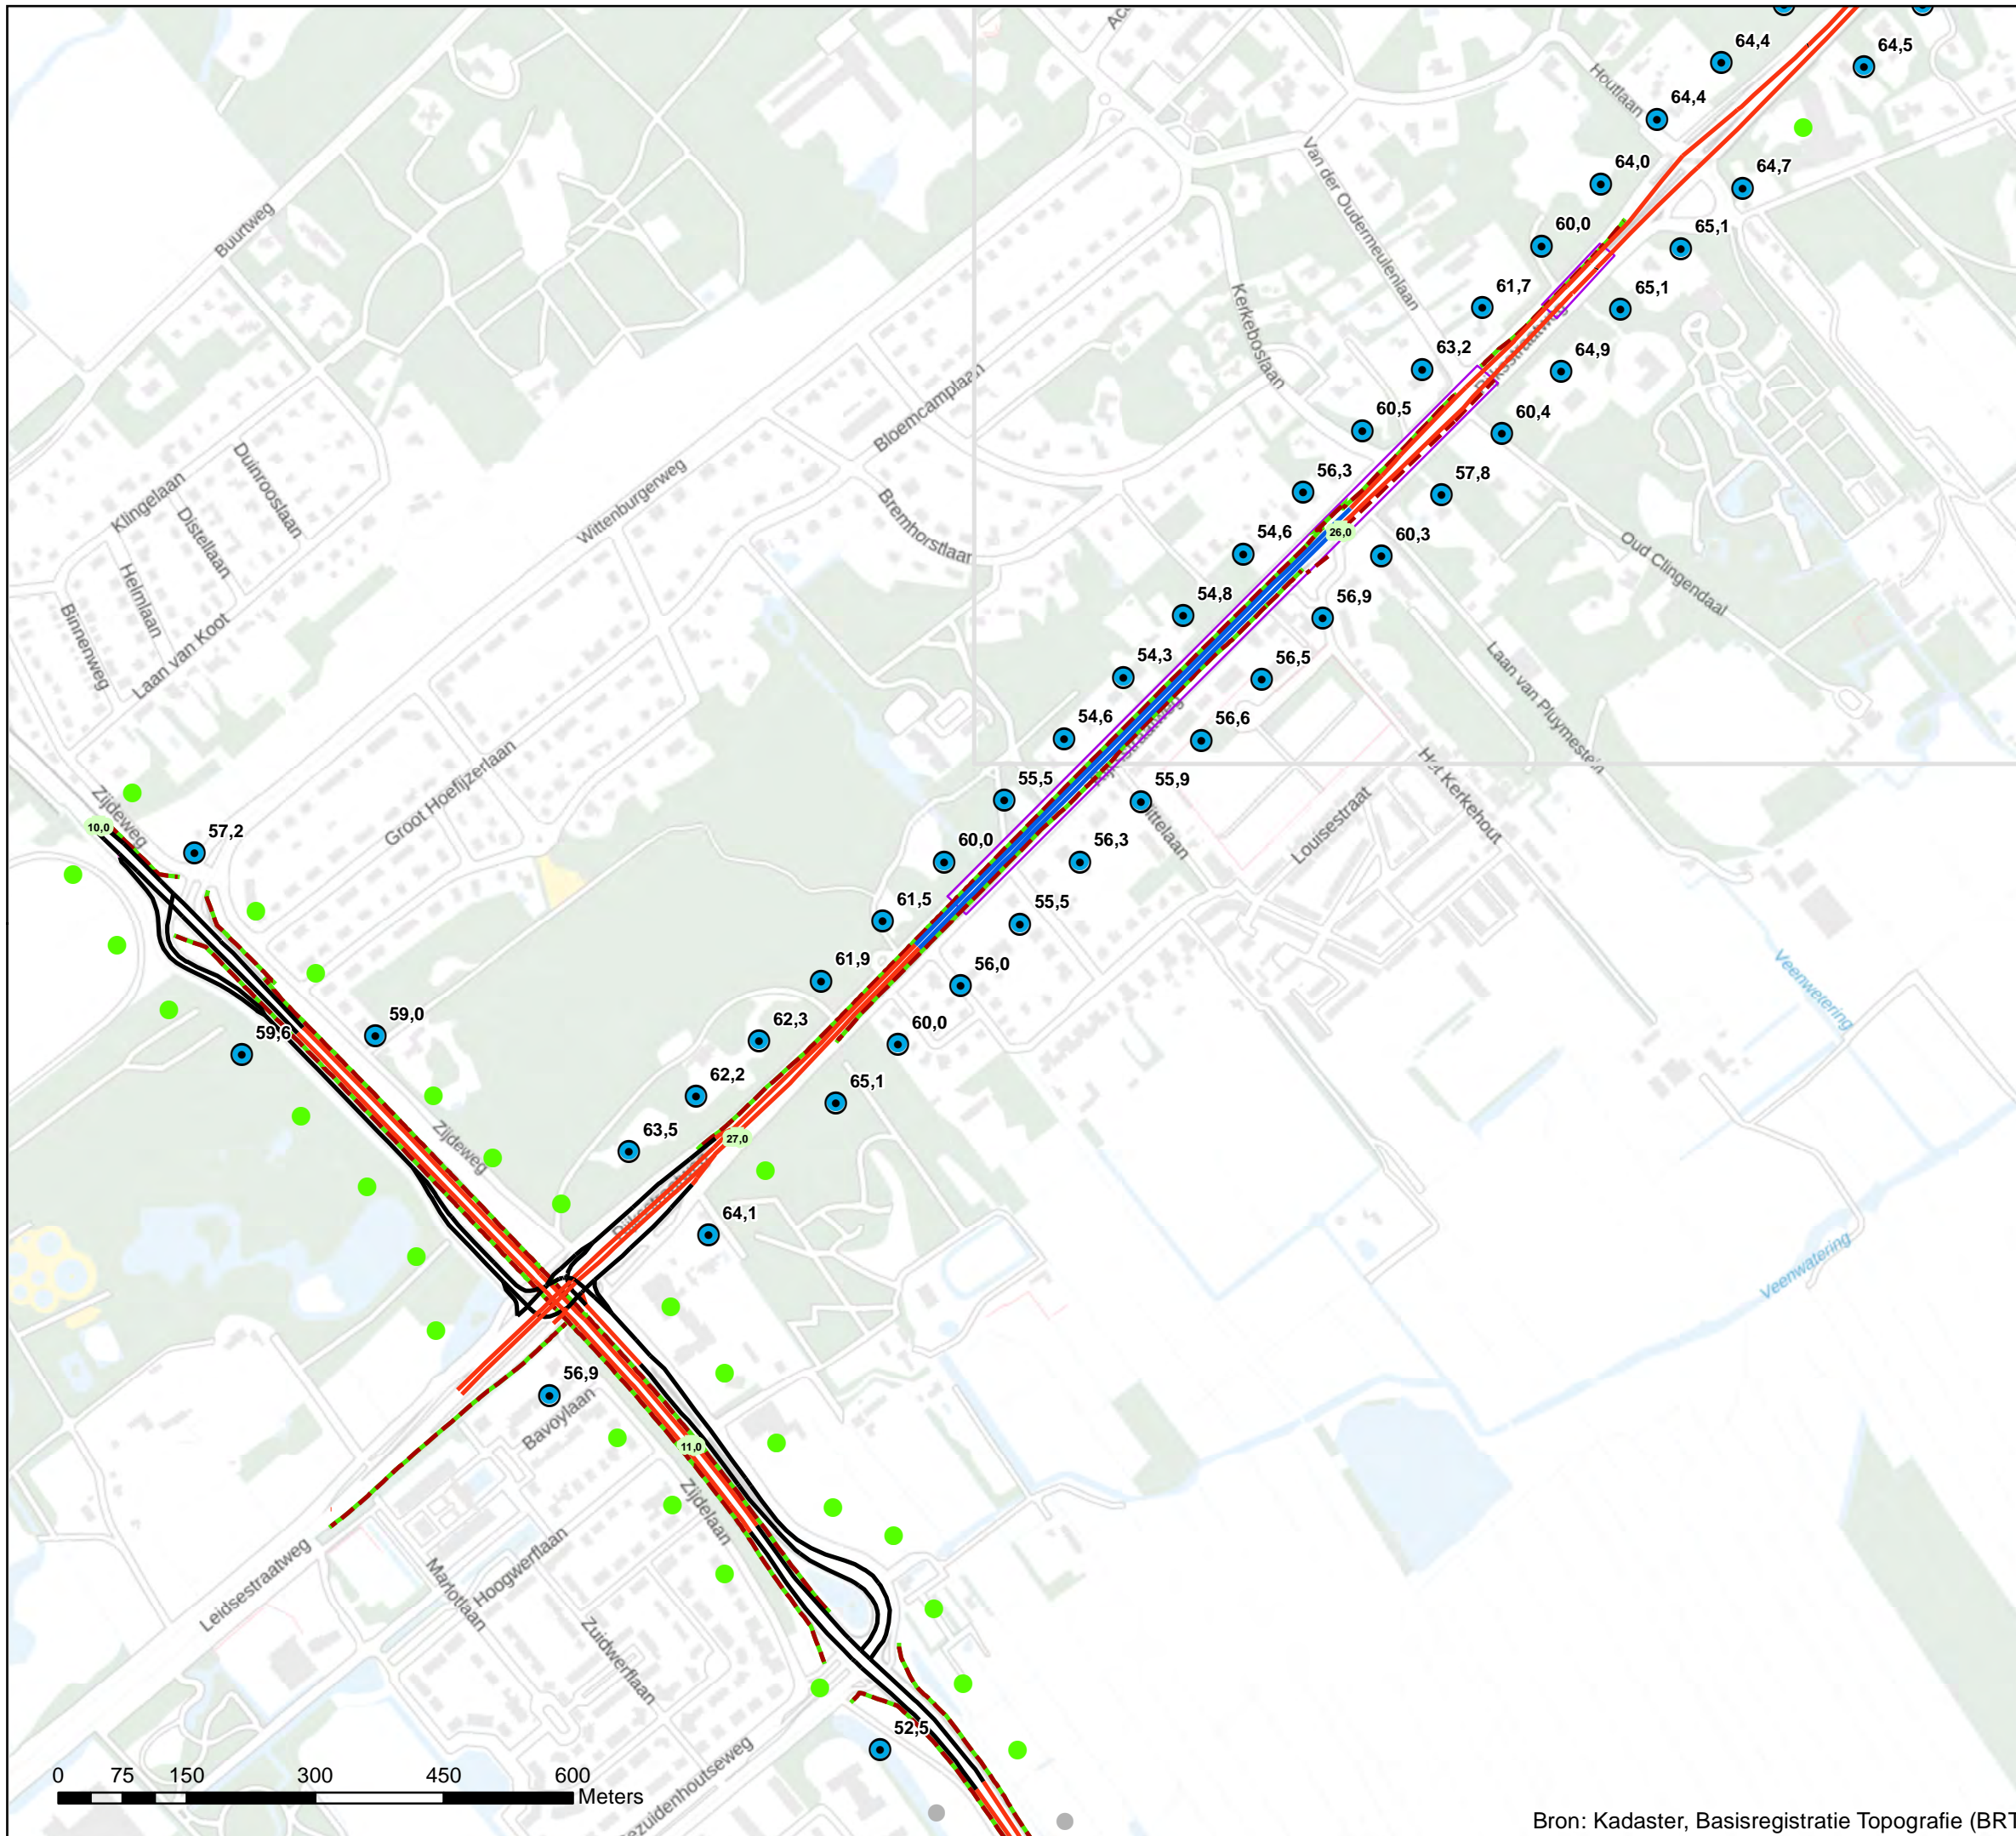 64,4
64,5
Houtlaan
64,4
64,7
64,0
Van der Oudermeulenlaan
65,1
60,0
Buurtweg
61,7
65,1
Kerkeboslaan
63,2
64,9
Bloemcamplaan
60,5
60,4
Duinrooslaan
Klingelaan
Wittenburgerweg
56,3
57,8
Distellaan
Bremhorstlaan
54,6
26,0
60,3
Oud Clingendaal
Helmlaan
Binnenweg
54,8
56,9
Laan van Koot
54,3
56,5
Laan van Pluymestein
54,6
56,6
Groot Hoefijzerlaan
55,5
55,9
Het Kerkehout
Zijdeweg
10,0
57,2
Louisestraat
60,0
56,3
61,5
55,5
61,9
56,0
Veenwetering
59,6
59,0
62,3
60,0
62,2
65,1
Zijdeweg
63,5
27,0
64,1
Veenwatering
56,9
Bavoylaan
11,0
Zijdelaan
Leidsestraatweg
Marlotlaan
Hoogwerflaan
Zuidwerflaan
52,5
ezuidenhoutseweg
0 75 150 300 450 600
Meters
Bron: Kadaster, Basisregistratie Topografie (BRT